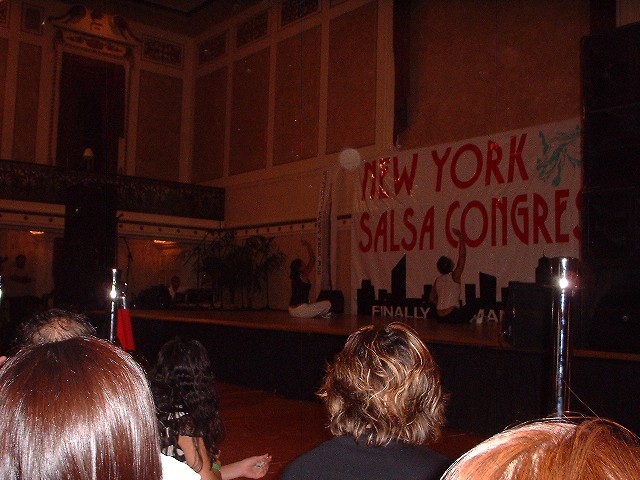 NEW YORK
SALSA CONGRES
FINALLY